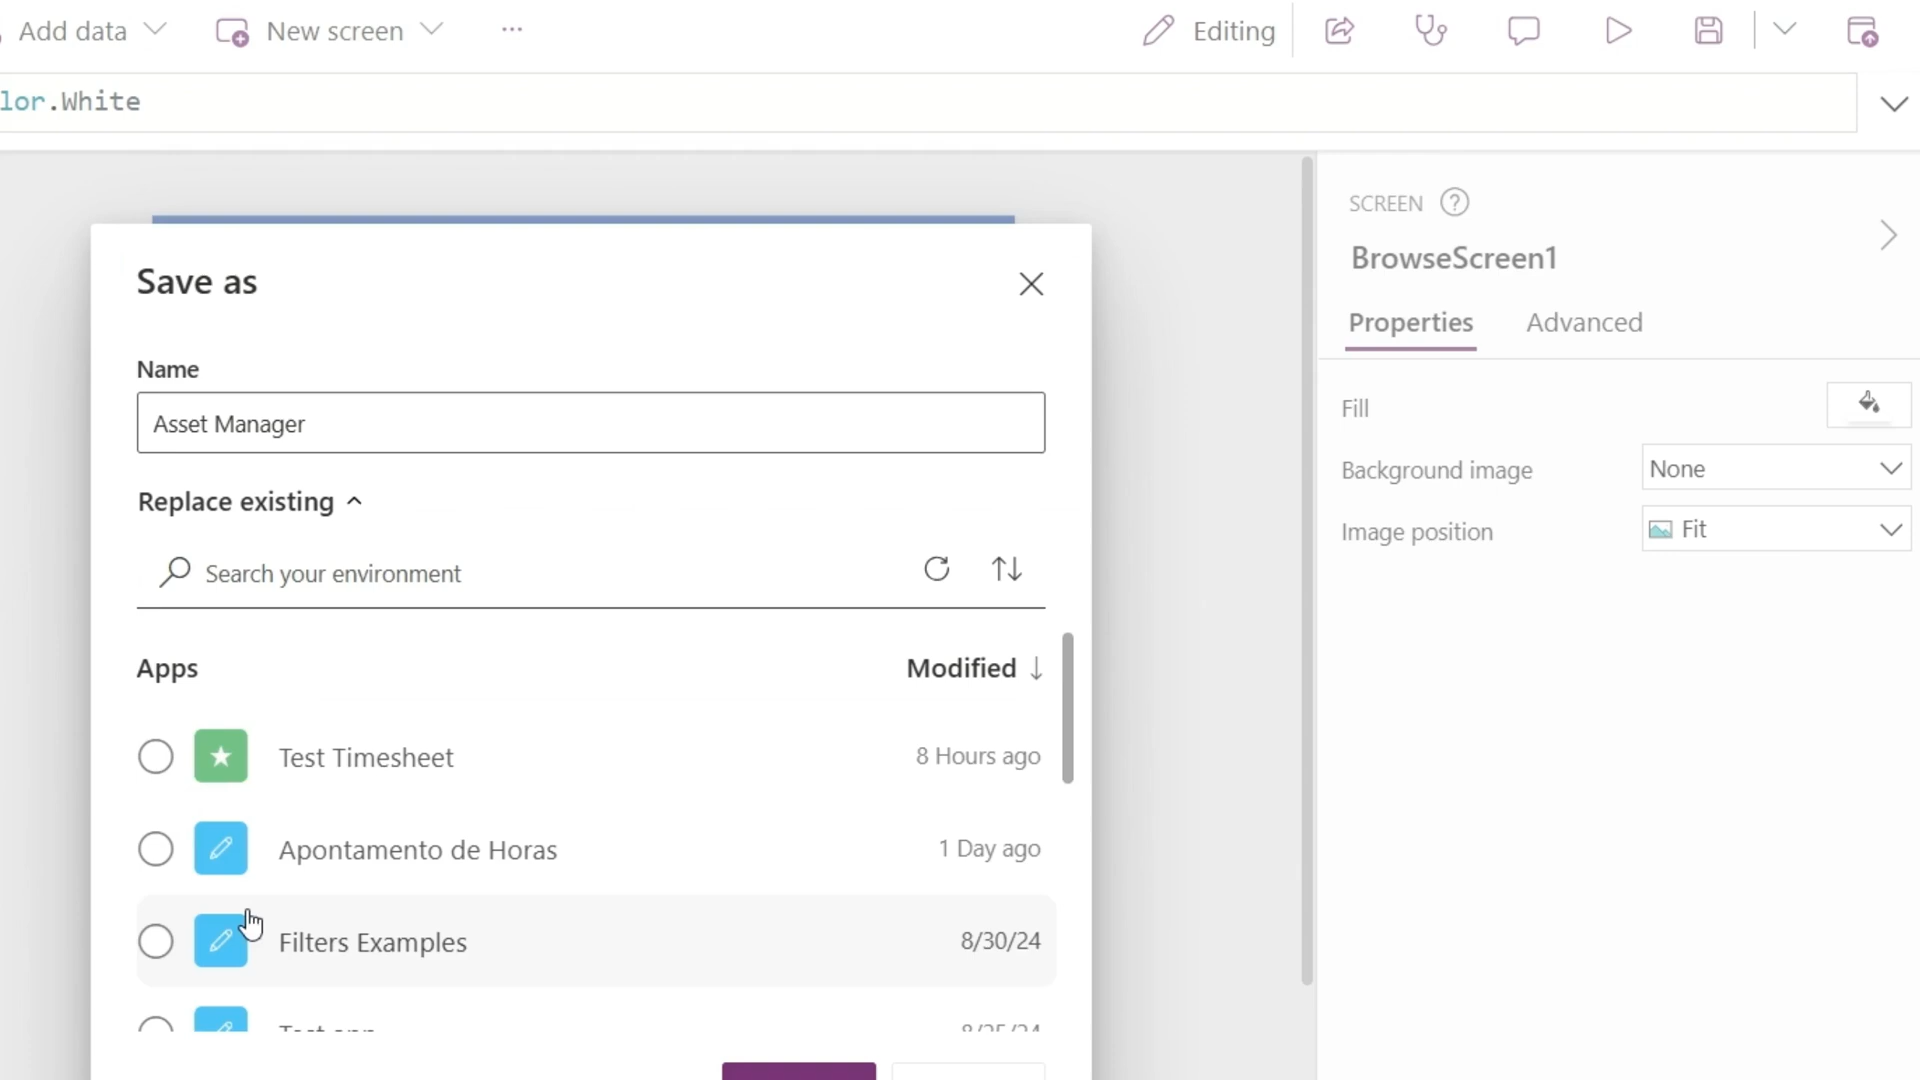 Add data
New screen
...
Editing
lor.White
SCREEN
BrowseScreen1
Properties
Advanced
Fill
Background image
None
Image position
Fit
Save as
Name
Asset Manager
Replace existing
Search your environment
Apps
Modified
Test Timesheet
8 Hours ago
Apontamento de Horas
1 Day ago
Filters Examples
8/30/24